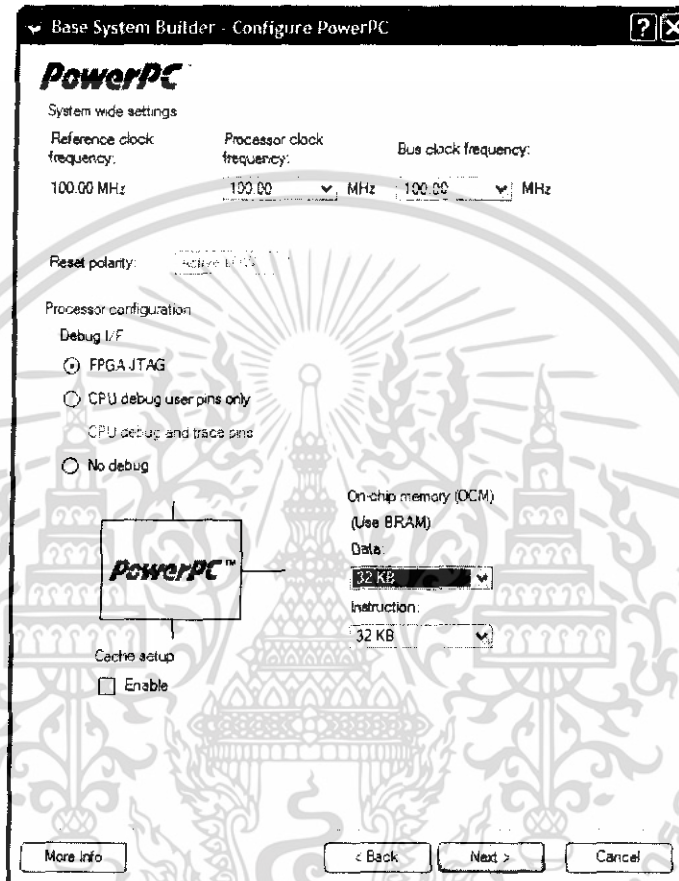 Base System Builder - Configure PowerPC
PowerPC
System wide settings
Reference clock frequency:
Processor clock frequency:
Bus clock frequency:
100.00 MHz
100.00 MHz
100.00 MHz
Reset polarity:
Processor configuration
Debug I/F
FPGA JTAG
CPU debug user pins only
CPU debug and trace pins
No debug
On-chip memory (OCM)
(Use BRAM)
Data:
32 KB
Instruction:
32 KB
PowerPC™
Cache setup
Enable
More Info
< Back
Next >
Cancel